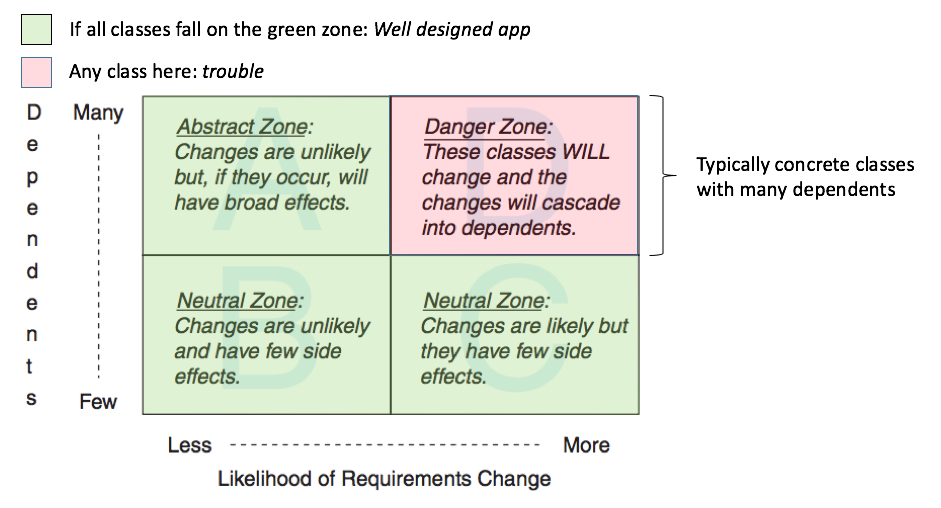 If all classes fall on the green zone: Well designed app
Any class here: trouble
Dependents
Many
Few
A
Abstract Zone:
Changes are unlikely
but, if they occur, will
have broad effects.
D
Danger Zone:
These classes WILL
change and the
changes will cascade
into dependents.
Typically concrete classes
with many dependents
B
Neutral Zone:
Changes are unlikely
and have few side
effects.
C
Neutral Zone:
Changes are likely but
they have few side
effects.
Less
More
Likelihood of Requirements Change